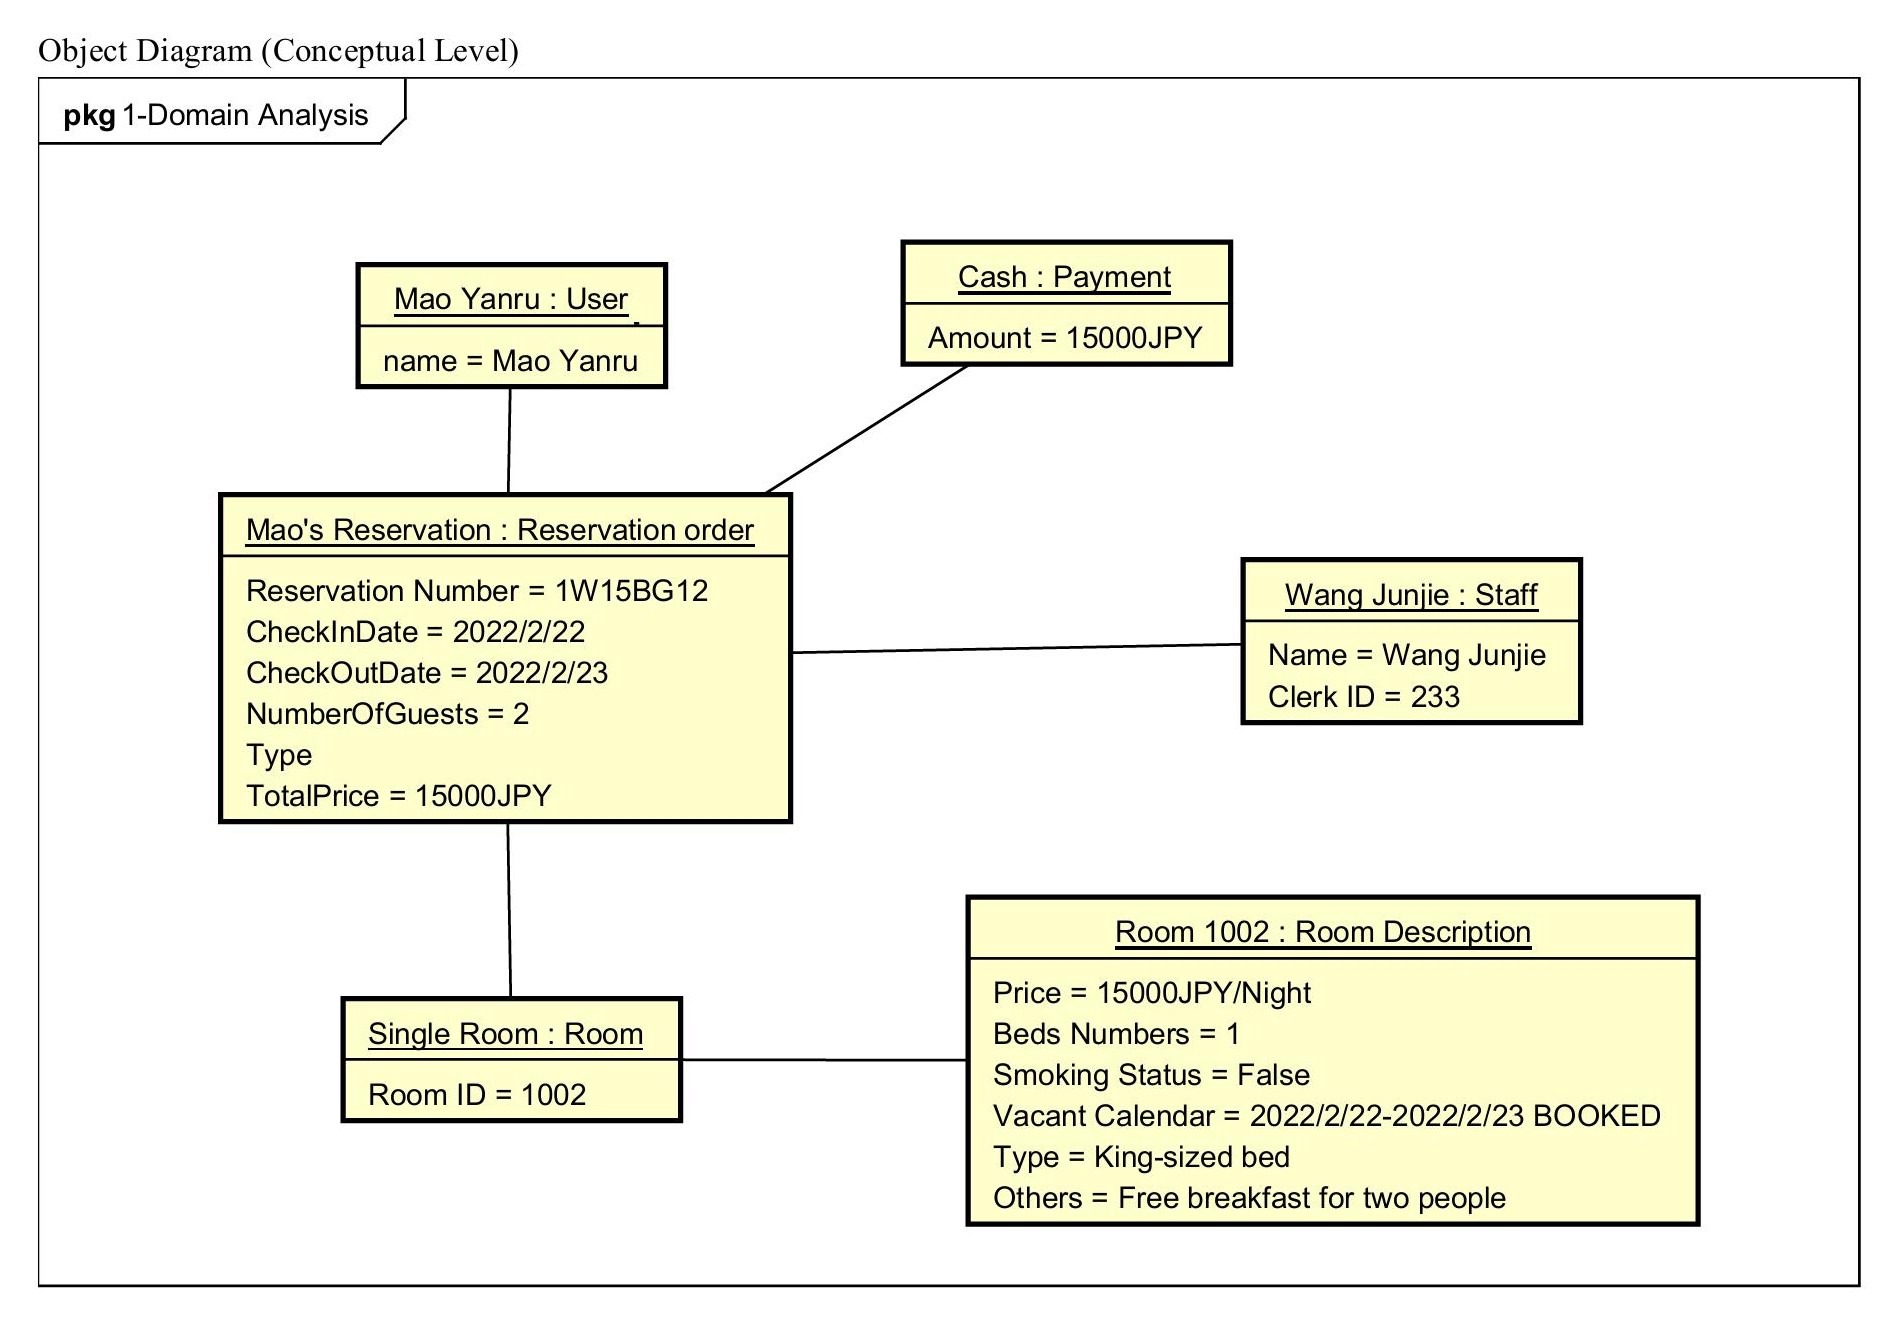 Object Diagram (Conceptual Level)
pkg 1-Domain Analysis
Mao Yanru : User
name = Mao Yanru
Cash : Payment
Amount = 15000JPY
Mao's Reservation : Reservation order
Reservation Number = 1W15BG12
CheckInDate = 2022/2/22
CheckOutDate = 2022/2/23
NumberOfGuests = 2
Type
TotalPrice = 15000JPY
Wang Junjie : Staff
Name = Wang Junjie
Clerk ID = 233
Single Room : Room
Room ID = 1002
Room 1002 : Room Description
Price = 15000JPY/Night
Beds Numbers = 1
Smoking Status = False
Vacant Calendar = 2022/2/22-2022/2/23 BOOKED
Type = King-sized bed
Others = Free breakfast for two people